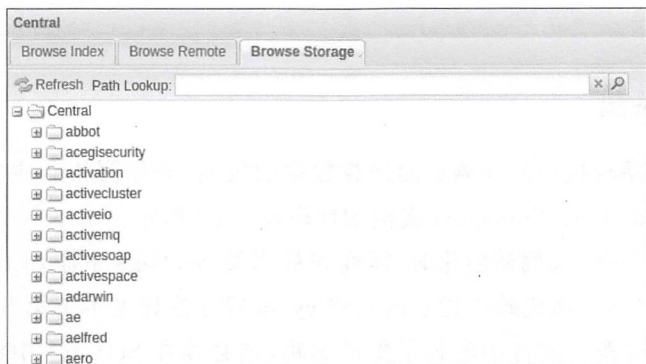 Central
Browse Index Browse Remote Browse Storage
Refresh Path Lookup:
Central
abbot
acegisecurity
activation
activecluster
activeio
activemq
activesoap
activespace
adarwin
ae
aelfred
aero